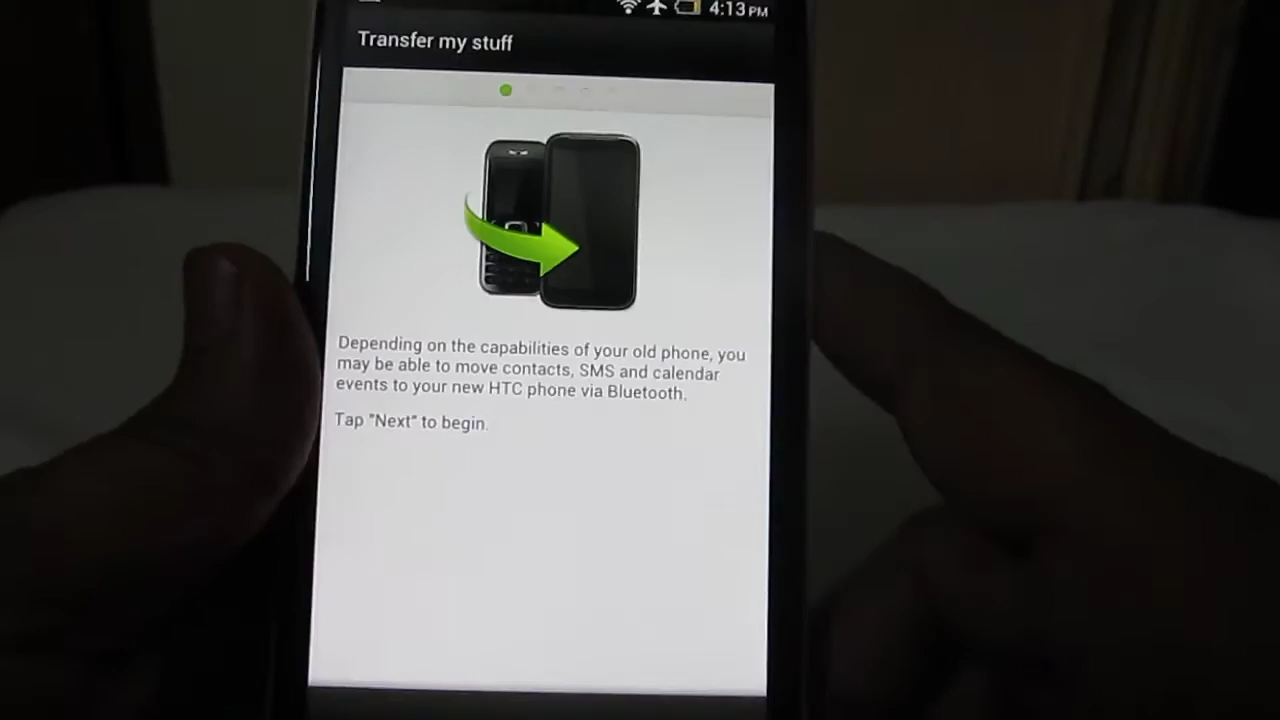 4:13 PM
Transfer my stuff
Depending on the capabilities of your old phone, you
may be able to move contacts, SMS and calendar
events to your new HTC phone via Bluetooth.
Tap "Next" to begin.